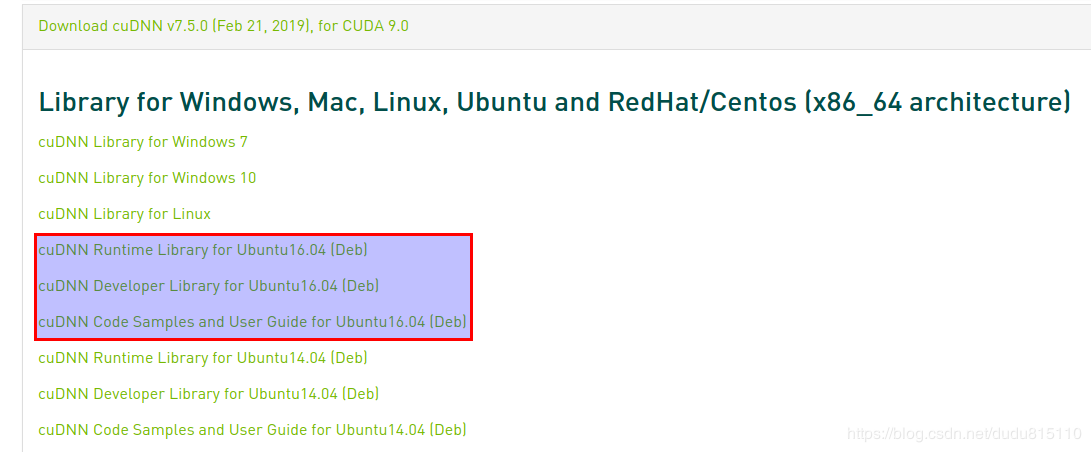 Download cuDNN v7.5.0 (Feb 21, 2019), for CUDA 9.0
Library for Windows, Mac, Linux, Ubuntu and RedHat/Centos (x86_64 architecture)
cuDNN Library for Windows 7
cuDNN Library for Windows 10
cuDNN Library for Linux
cuDNN Runtime Library for Ubuntu16.04 (Deb)
cuDNN Developer Library for Ubuntu16.04 (Deb)
cuDNN Code Samples and User Guide for Ubuntu16.04 (Deb)
cuDNN Runtime Library for Ubuntu14.04 (Deb)
cuDNN Developer Library for Ubuntu14.04 (Deb)
cuDNN Code Samples and User Guide for Ubuntu14.04 (Deb)
https://blog.csdn.net/dudu815110